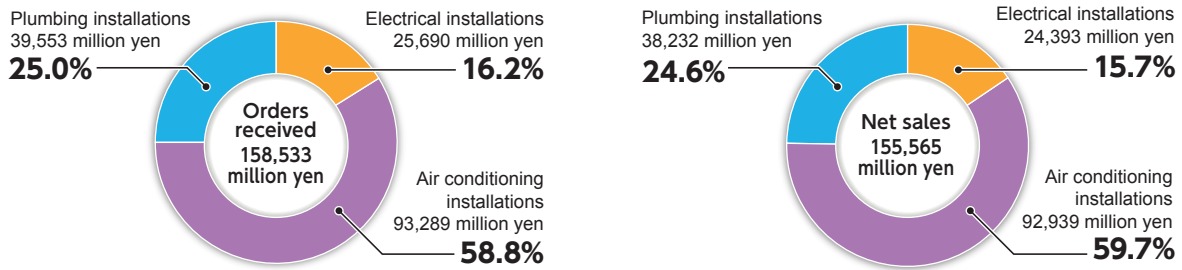 Plumbing installations
39,553 million yen
25.0%
Electrical installations
25,690 million yen
16.2%
Orders
received
158,533
million yen
Air conditioning
installations
93,289 million yen
58.8%
Plumbing installations
38,232 million yen
24.6%
Electrical installations
24,393 million yen
15.7%
Net sales
155,565
million yen
Air conditioning
installations
92,939 million yen
59.7%